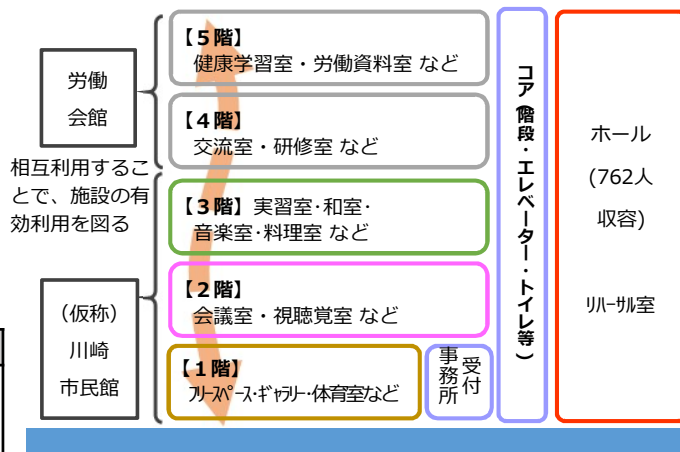 【5階】
健康学習室・労働資料室 など
労働
会館
【4階】
交流室・研修室 など
相互利用するこ
とで、施設の有
効利用を図る
【3階】実習室・和室・
音楽室・料理室 など
【2階】
会議室・視聴覚室 など
(仮称)
川崎
市民館
【1階】
フリースペース・ギャラリー・体育室など
受付
事務所
コア(階段・エレベーター・トイレ等)
ホール
(762人
収容)
リハーサル室